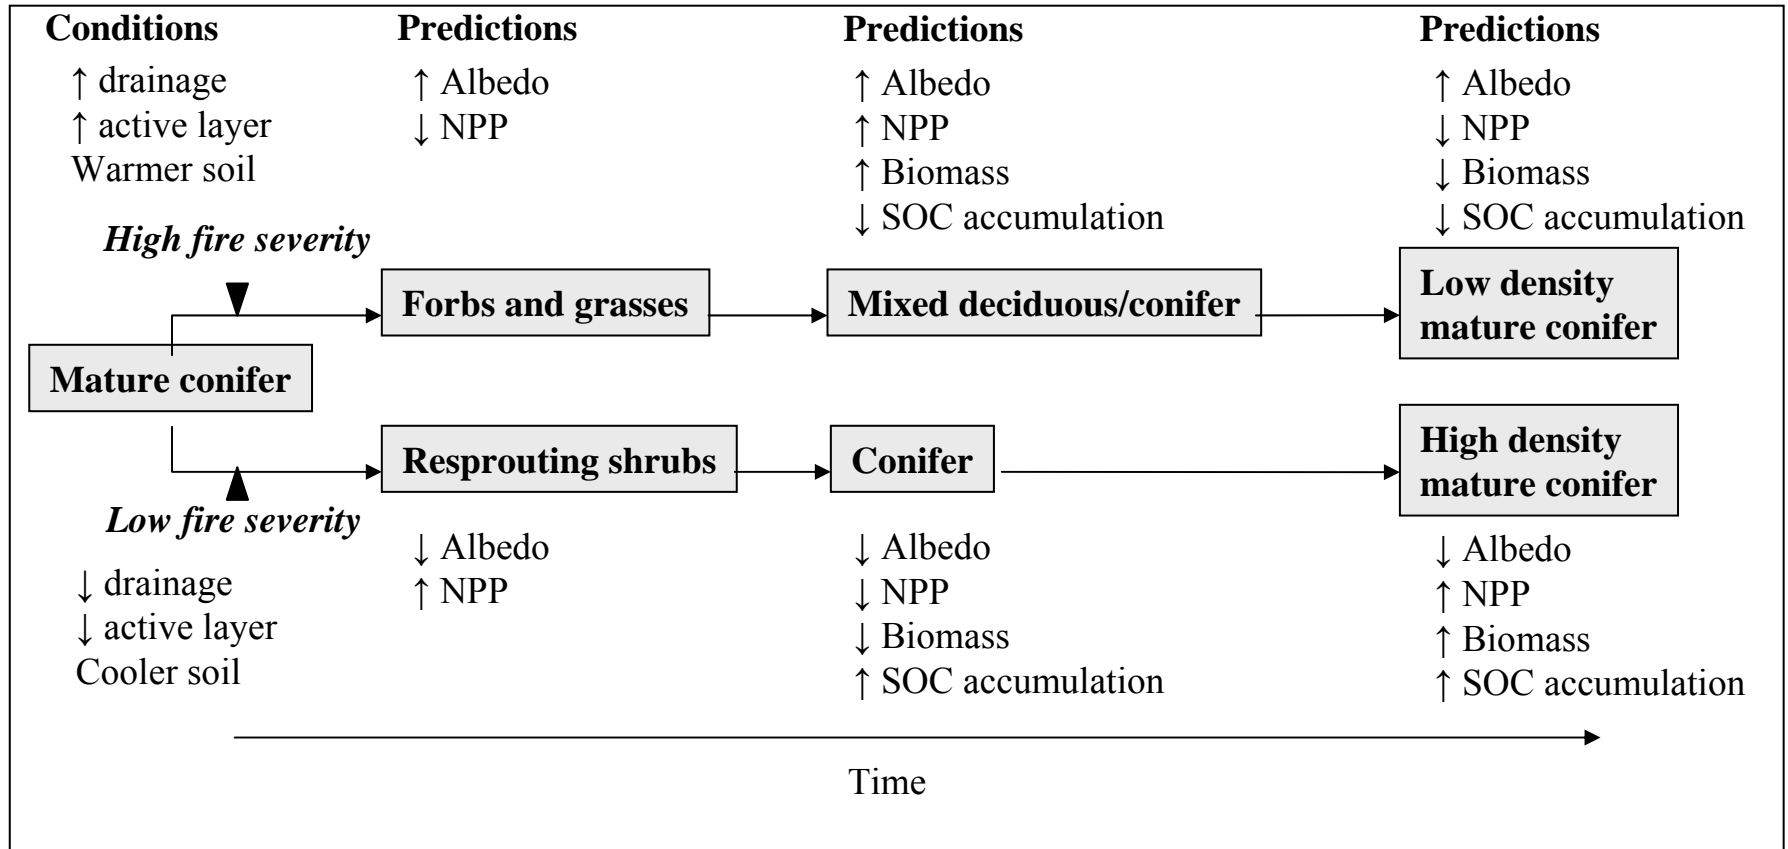 Conditions
↑ drainage
↑ active layer
Warmer soil
Predictions
↑ Albedo
↓ NPP
Predictions
↑ Albedo
↑ NPP
↑ Biomass
↓ SOC accumulation
Predictions
↑ Albedo
↓ NPP
↓ Biomass
↓ SOC accumulation
High fire severity
Forbs and grasses
Mixed deciduous/conifer
Low density
mature conifer
Mature conifer
Resprouting shrubs
Conifer
High density
mature conifer
Low fire severity
↓ drainage
↓ active layer
Cooler soil
↓ Albedo
↑ NPP
↓ Albedo
↓ NPP
↓ Biomass
↑ SOC accumulation
↓ Albedo
↑ NPP
↑ Biomass
↑ SOC accumulation
Time